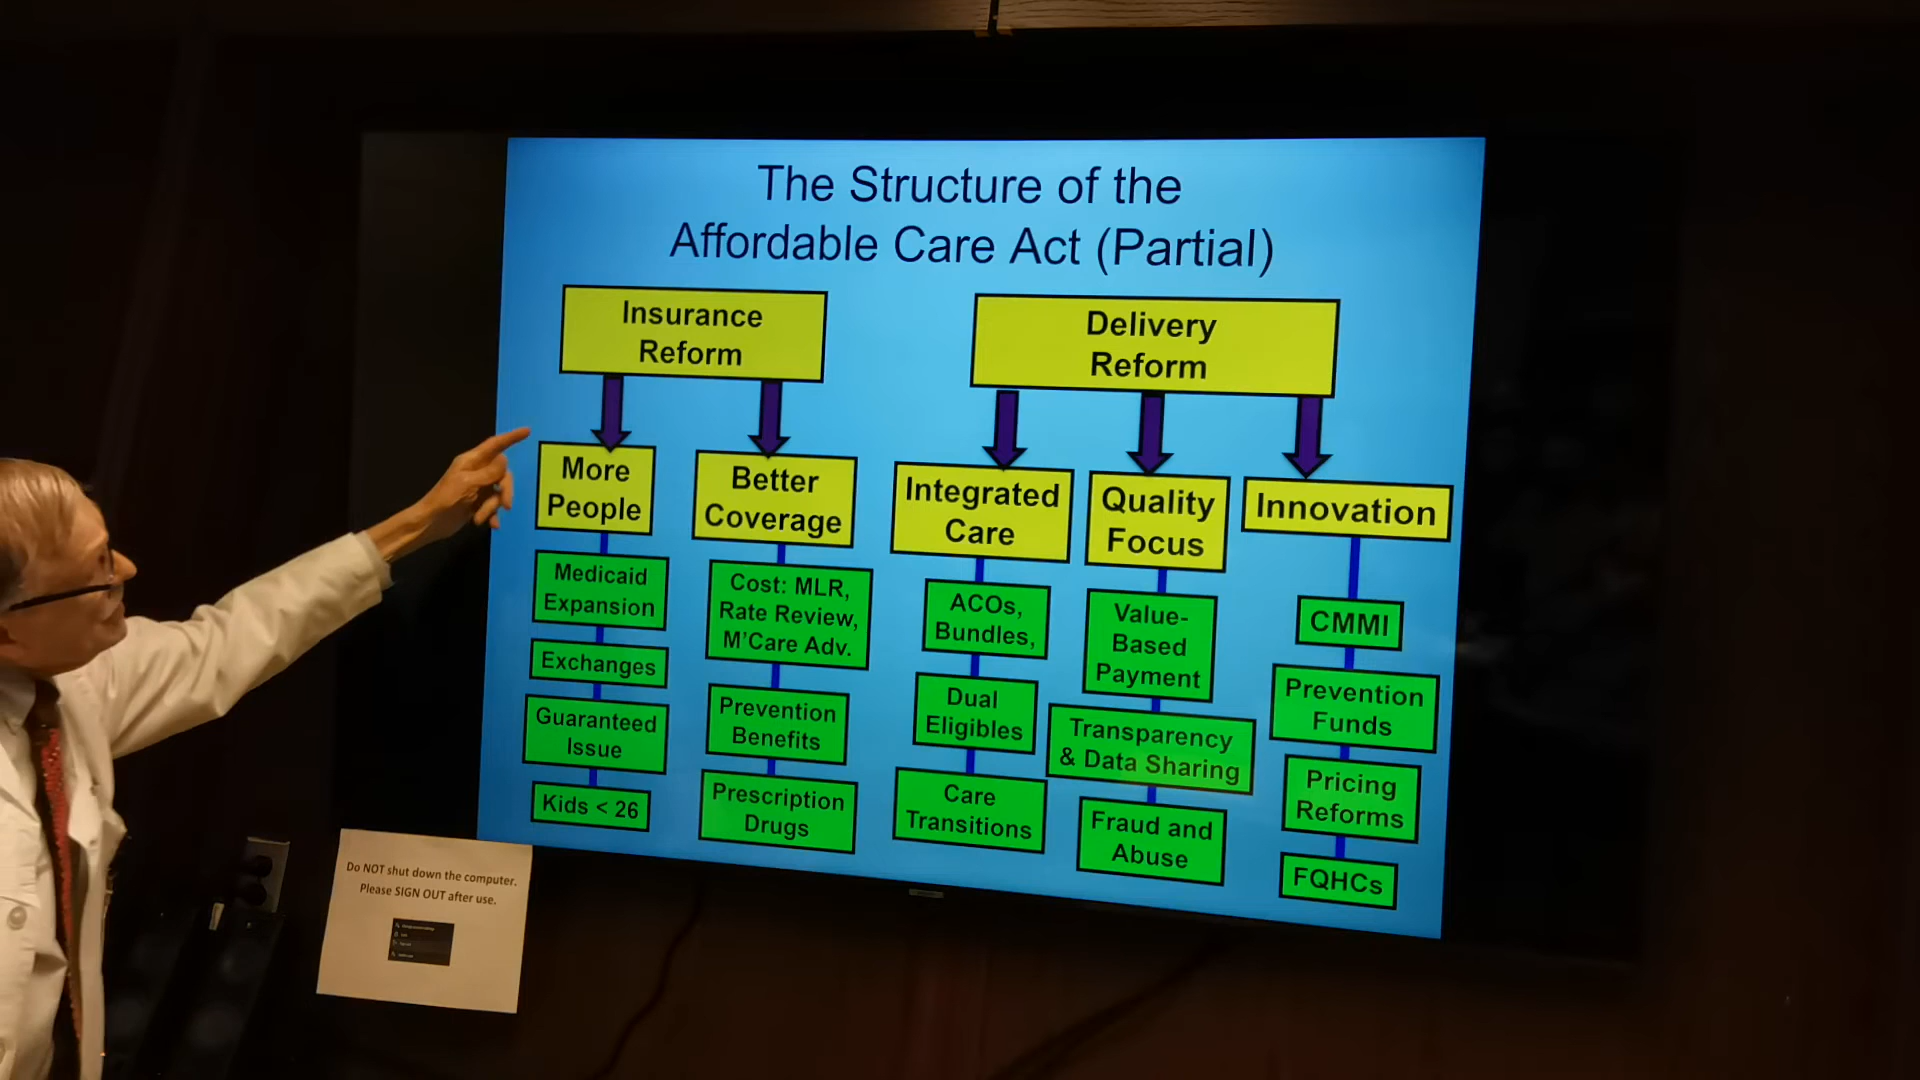 The Structure of the
Affordable Care Act (Partial)
Insurance
Reform
Delivery
Reform
More
People
Better
Coverage
Integrated
Care
Quality
Focus
Innovation
Medicaid
Expansion
Exchanges
Guaranteed
Issue
Kids < 26
Cost: MLR,
Rate Review,
M'Care Adv.
Prevention
Benefits
Prescription
Drugs
ACOs,
Bundles,
Dual
Eligibles
Care
Transitions
Value-
Based
Payment
Transparency
& Data Sharing
Fraud and
Abuse
CMMI
Prevention
Funds
Pricing
Reforms
FQHCs
Do NOT shut down the computer.
Please SIGN OUT after use.